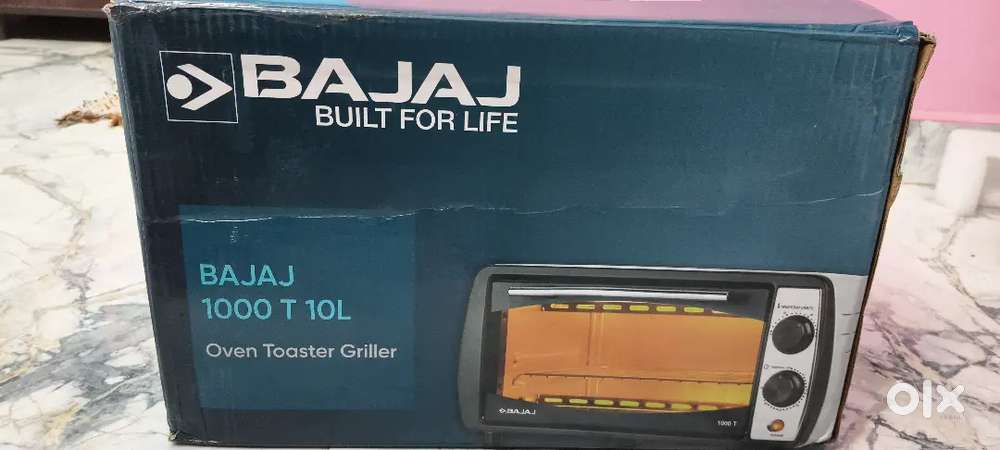 BAJAJ
BUILT FOR LIFE
BAJAJ
1000 T 10L
Oven Toaster Griller
BAJAJ
1000 T
olx